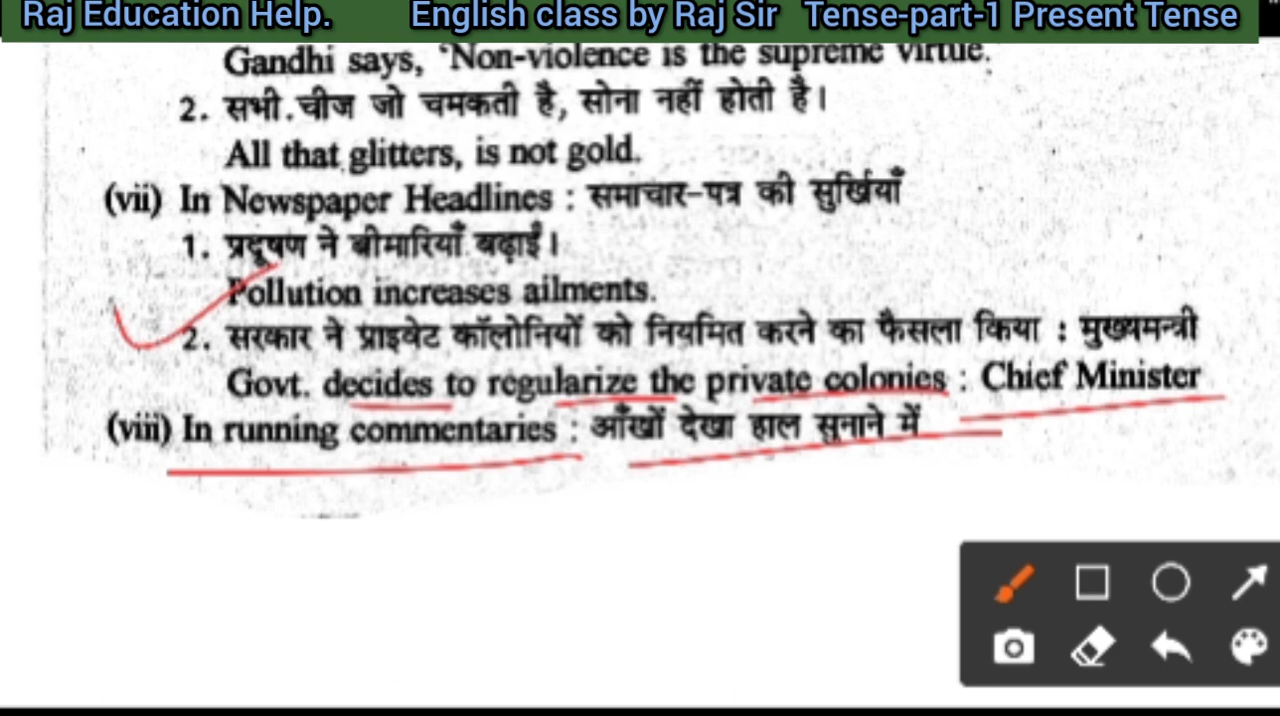 Raj Education Help. English class by Raj Sir Tense-part-1 Present Tense
Gandhi says, 'Non-violence is the supreme virtue.
2. सभी चीज जो चमकती है, सोना नहीं होती है।
All that glitters, is not gold.
(vii) In Newspaper Headlines : समाचार-पत्र की सुर्खियाँ
1. प्रदूषण ने बीमारियाँ बढ़ाईं।
Pollution increases ailments.
2. सरकार ने प्राइवेट कॉलोनियों को नियमित करने का फैसला किया : मुख्यमन्त्री
Govt. decides to regularize the private colonies : Chief Minister
(viii) In running commentaries : आँखों देखा हाल सुनाने में